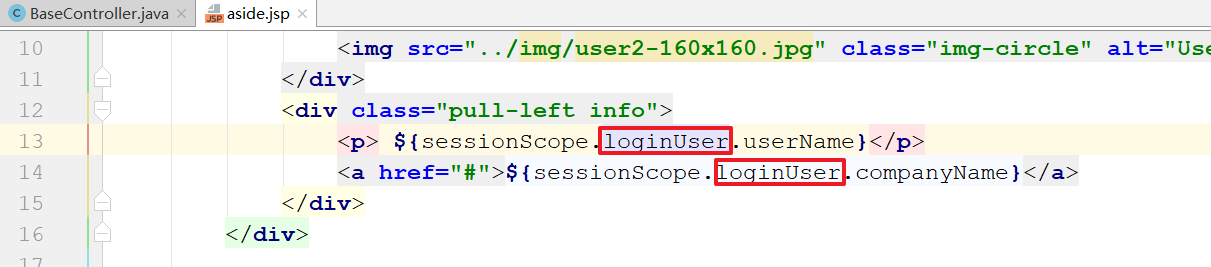 BaseController.java × aside.jsp ×
10 <img src="../img/user2-160x160.jpg" class="img-circle" alt="Use
11 </div>
12 <div class="pull-left info">
13 <p> ${sessionScope.loginUser.userName}</p>
14 <a href="#">${sessionScope.loginUser.companyName}</a>
15 </div>
16 </div>
17